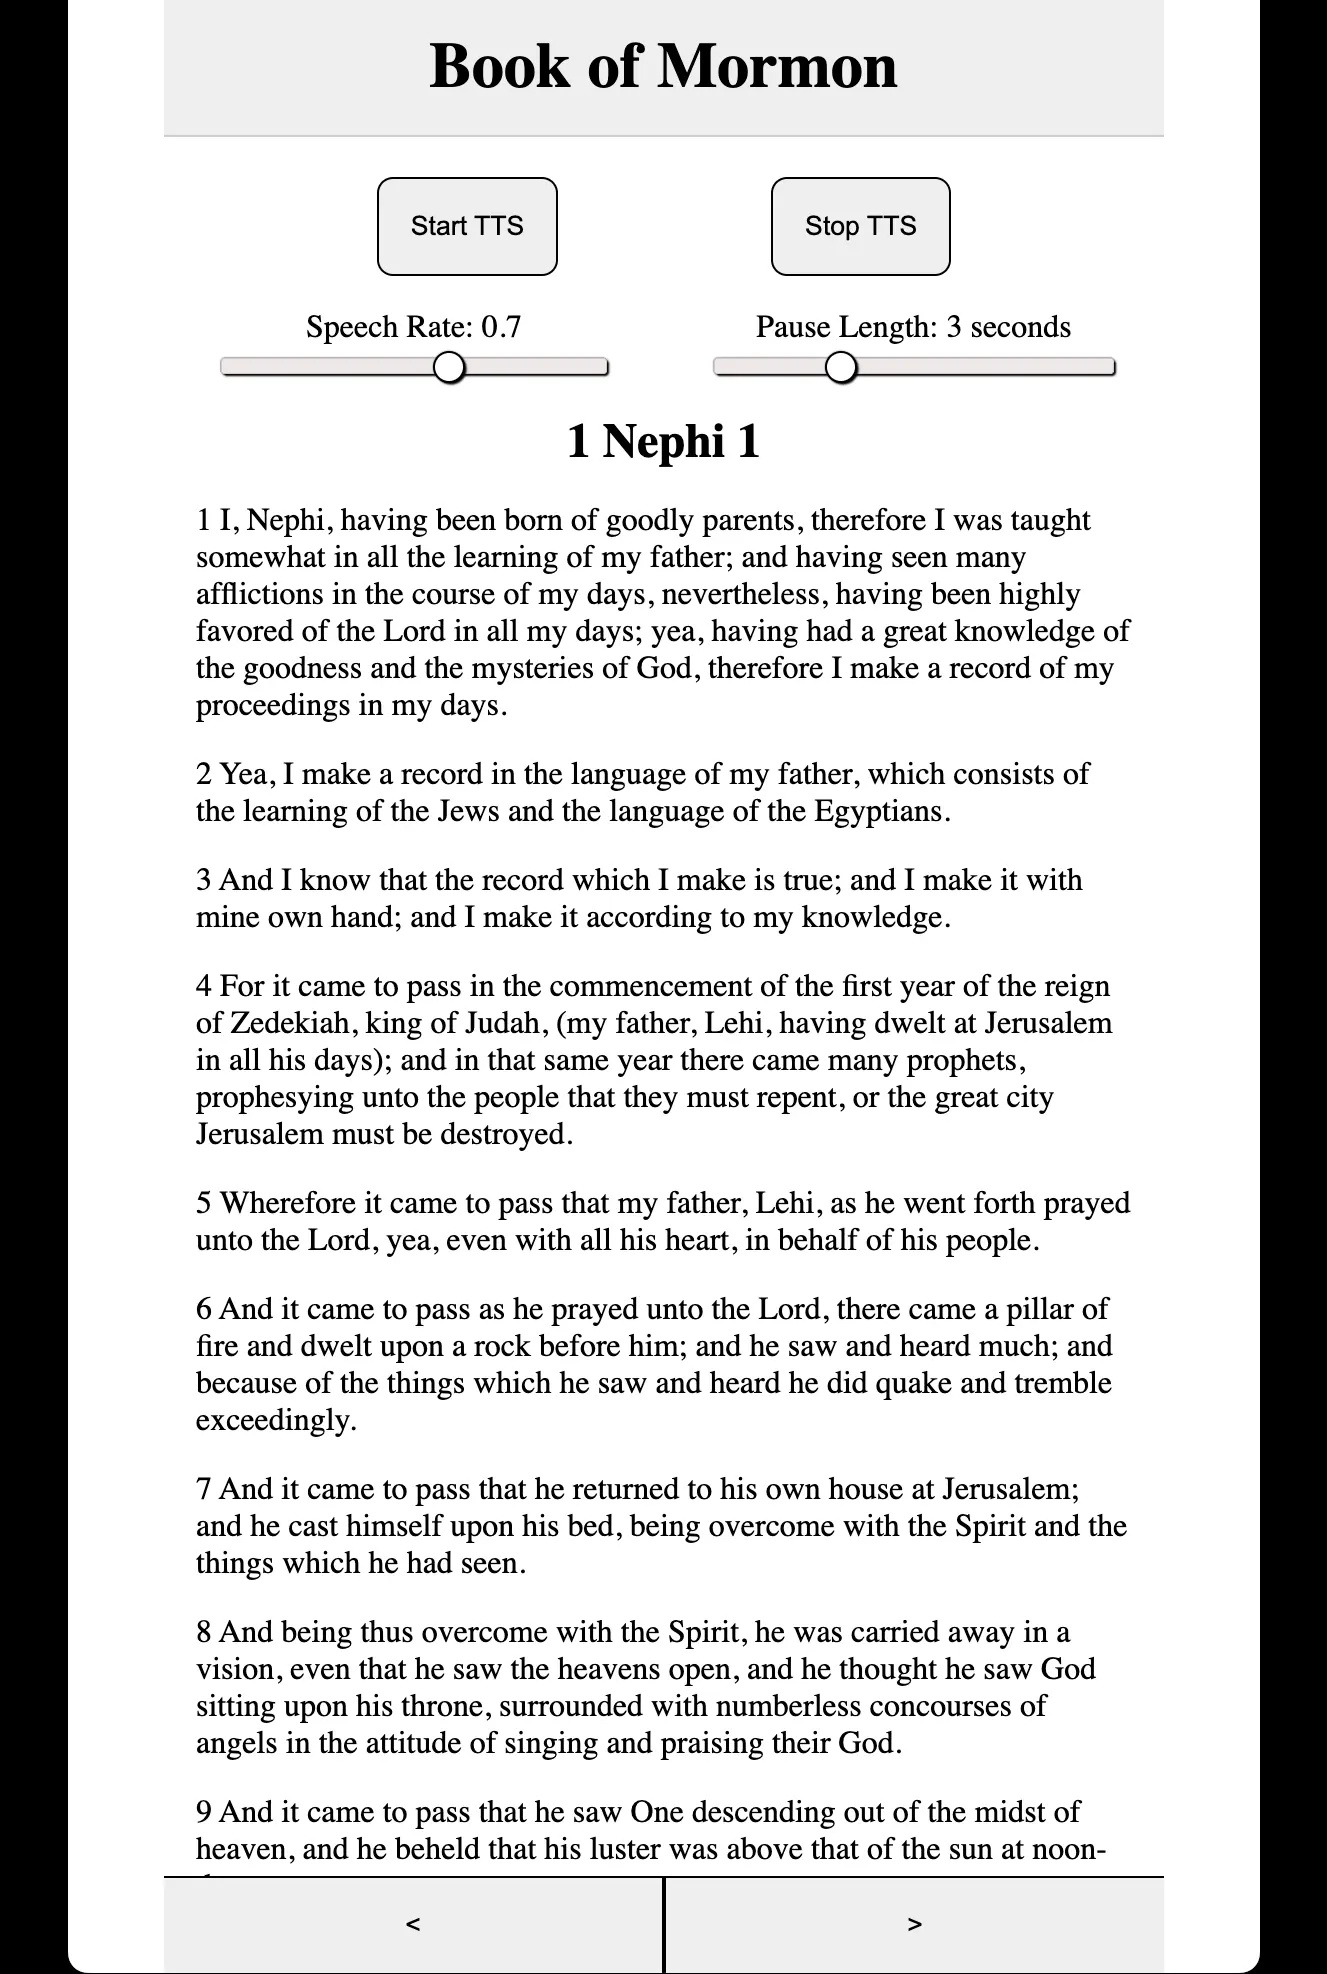 Book of Mormon
Start TTS
Stop TTS
Speech Rate: 0.7
Pause Length: 3 seconds
1 Nephi 1
1 I, Nephi, having been born of goodly parents, therefore I was taught
somewhat in all the learning of my father; and having seen many
afflictions in the course of my days, nevertheless, having been highly
favored of the Lord in all my days; yea, having had a great knowledge of
the goodness and the mysteries of God, therefore I make a record of my
proceedings in my days.
2 Yea, I make a record in the language of my father, which consists of
the learning of the Jews and the language of the Egyptians.
3 And I know that the record which I make is true; and I make it with
mine own hand; and I make it according to my knowledge.
4 For it came to pass in the commencement of the first year of the reign
of Zedekiah, king of Judah, (my father, Lehi, having dwelt at Jerusalem
in all his days); and in that same year there came many prophets,
prophesying unto the people that they must repent, or the great city
Jerusalem must be destroyed.
5 Wherefore it came to pass that my father, Lehi, as he went forth prayed
unto the Lord, yea, even with all his heart, in behalf of his people.
6 And it came to pass as he prayed unto the Lord, there came a pillar of
fire and dwelt upon a rock before him; and he saw and heard much; and
because of the things which he saw and heard he did quake and tremble
exceedingly.
7 And it came to pass that he returned to his own house at Jerusalem;
and he cast himself upon his bed, being overcome with the Spirit and the
things which he had seen.
8 And being thus overcome with the Spirit, he was carried away in a
vision, even that he saw the heavens open, and he thought he saw God
sitting upon his throne, surrounded with numberless concourses of
angels in the attitude of singing and praising their God.
9 And it came to pass that he saw One descending out of the midst of
heaven, and he beheld that his luster was above that of the sun at noon-
<
>